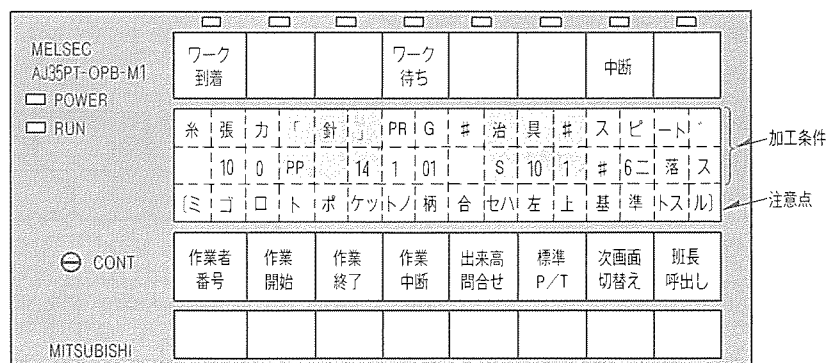 MELSEC
AJ35PT-OPB-M1
POWER
RUN
ワーク
到着
ワーク
待ち
中断
糸 張 力 「 針 」 PR G # 治 具 # ス ピ ード゛
10 0 PP 14 1 01 S 10 1 # 6ニ 落 ス
〔ミ ゴ ロ ト ポ ケッ トノ 柄 合 セハ 左 上 基 準 トス ル〕
加工条件
注意点
CONT
作業者
番号
作業
開始
作業
終了
作業
中断
出来高
問合せ
標準
P/T
次画面
切替え
班長
呼出し
MITSUBISHI